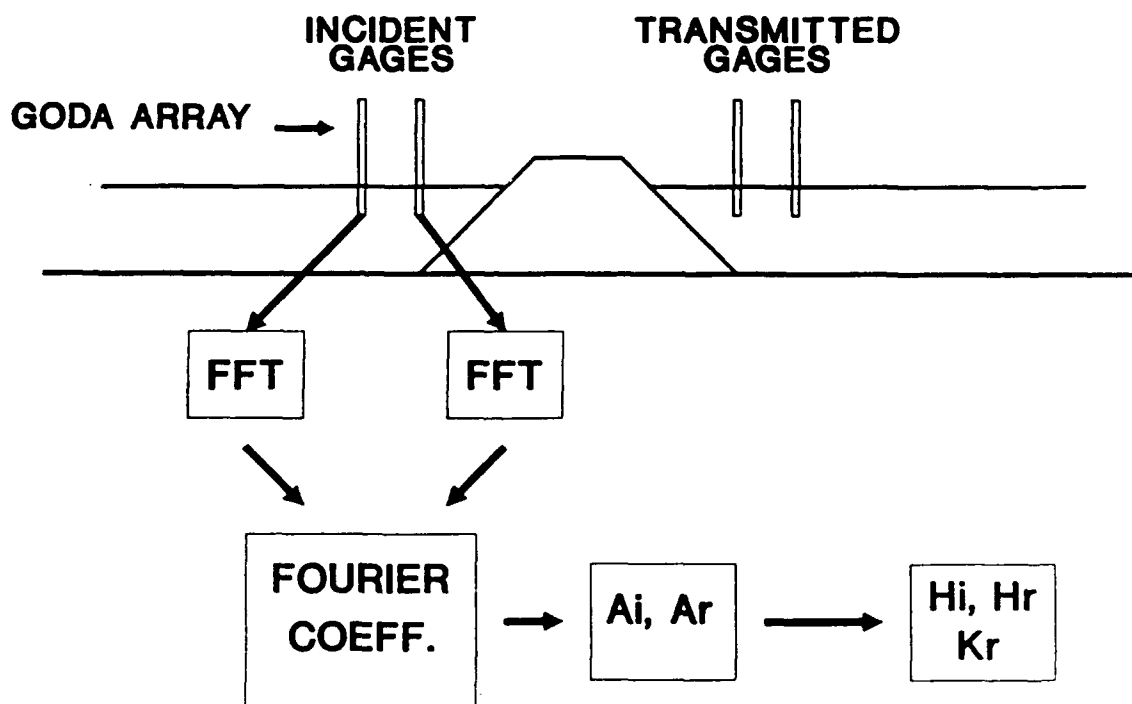 INCIDENT
GAGES
TRANSMITTED
GAGES
GODA ARRAY
FFT
FFT
FOURIER
COEFF.
Ai, Ar
Hi, Hr
Kr